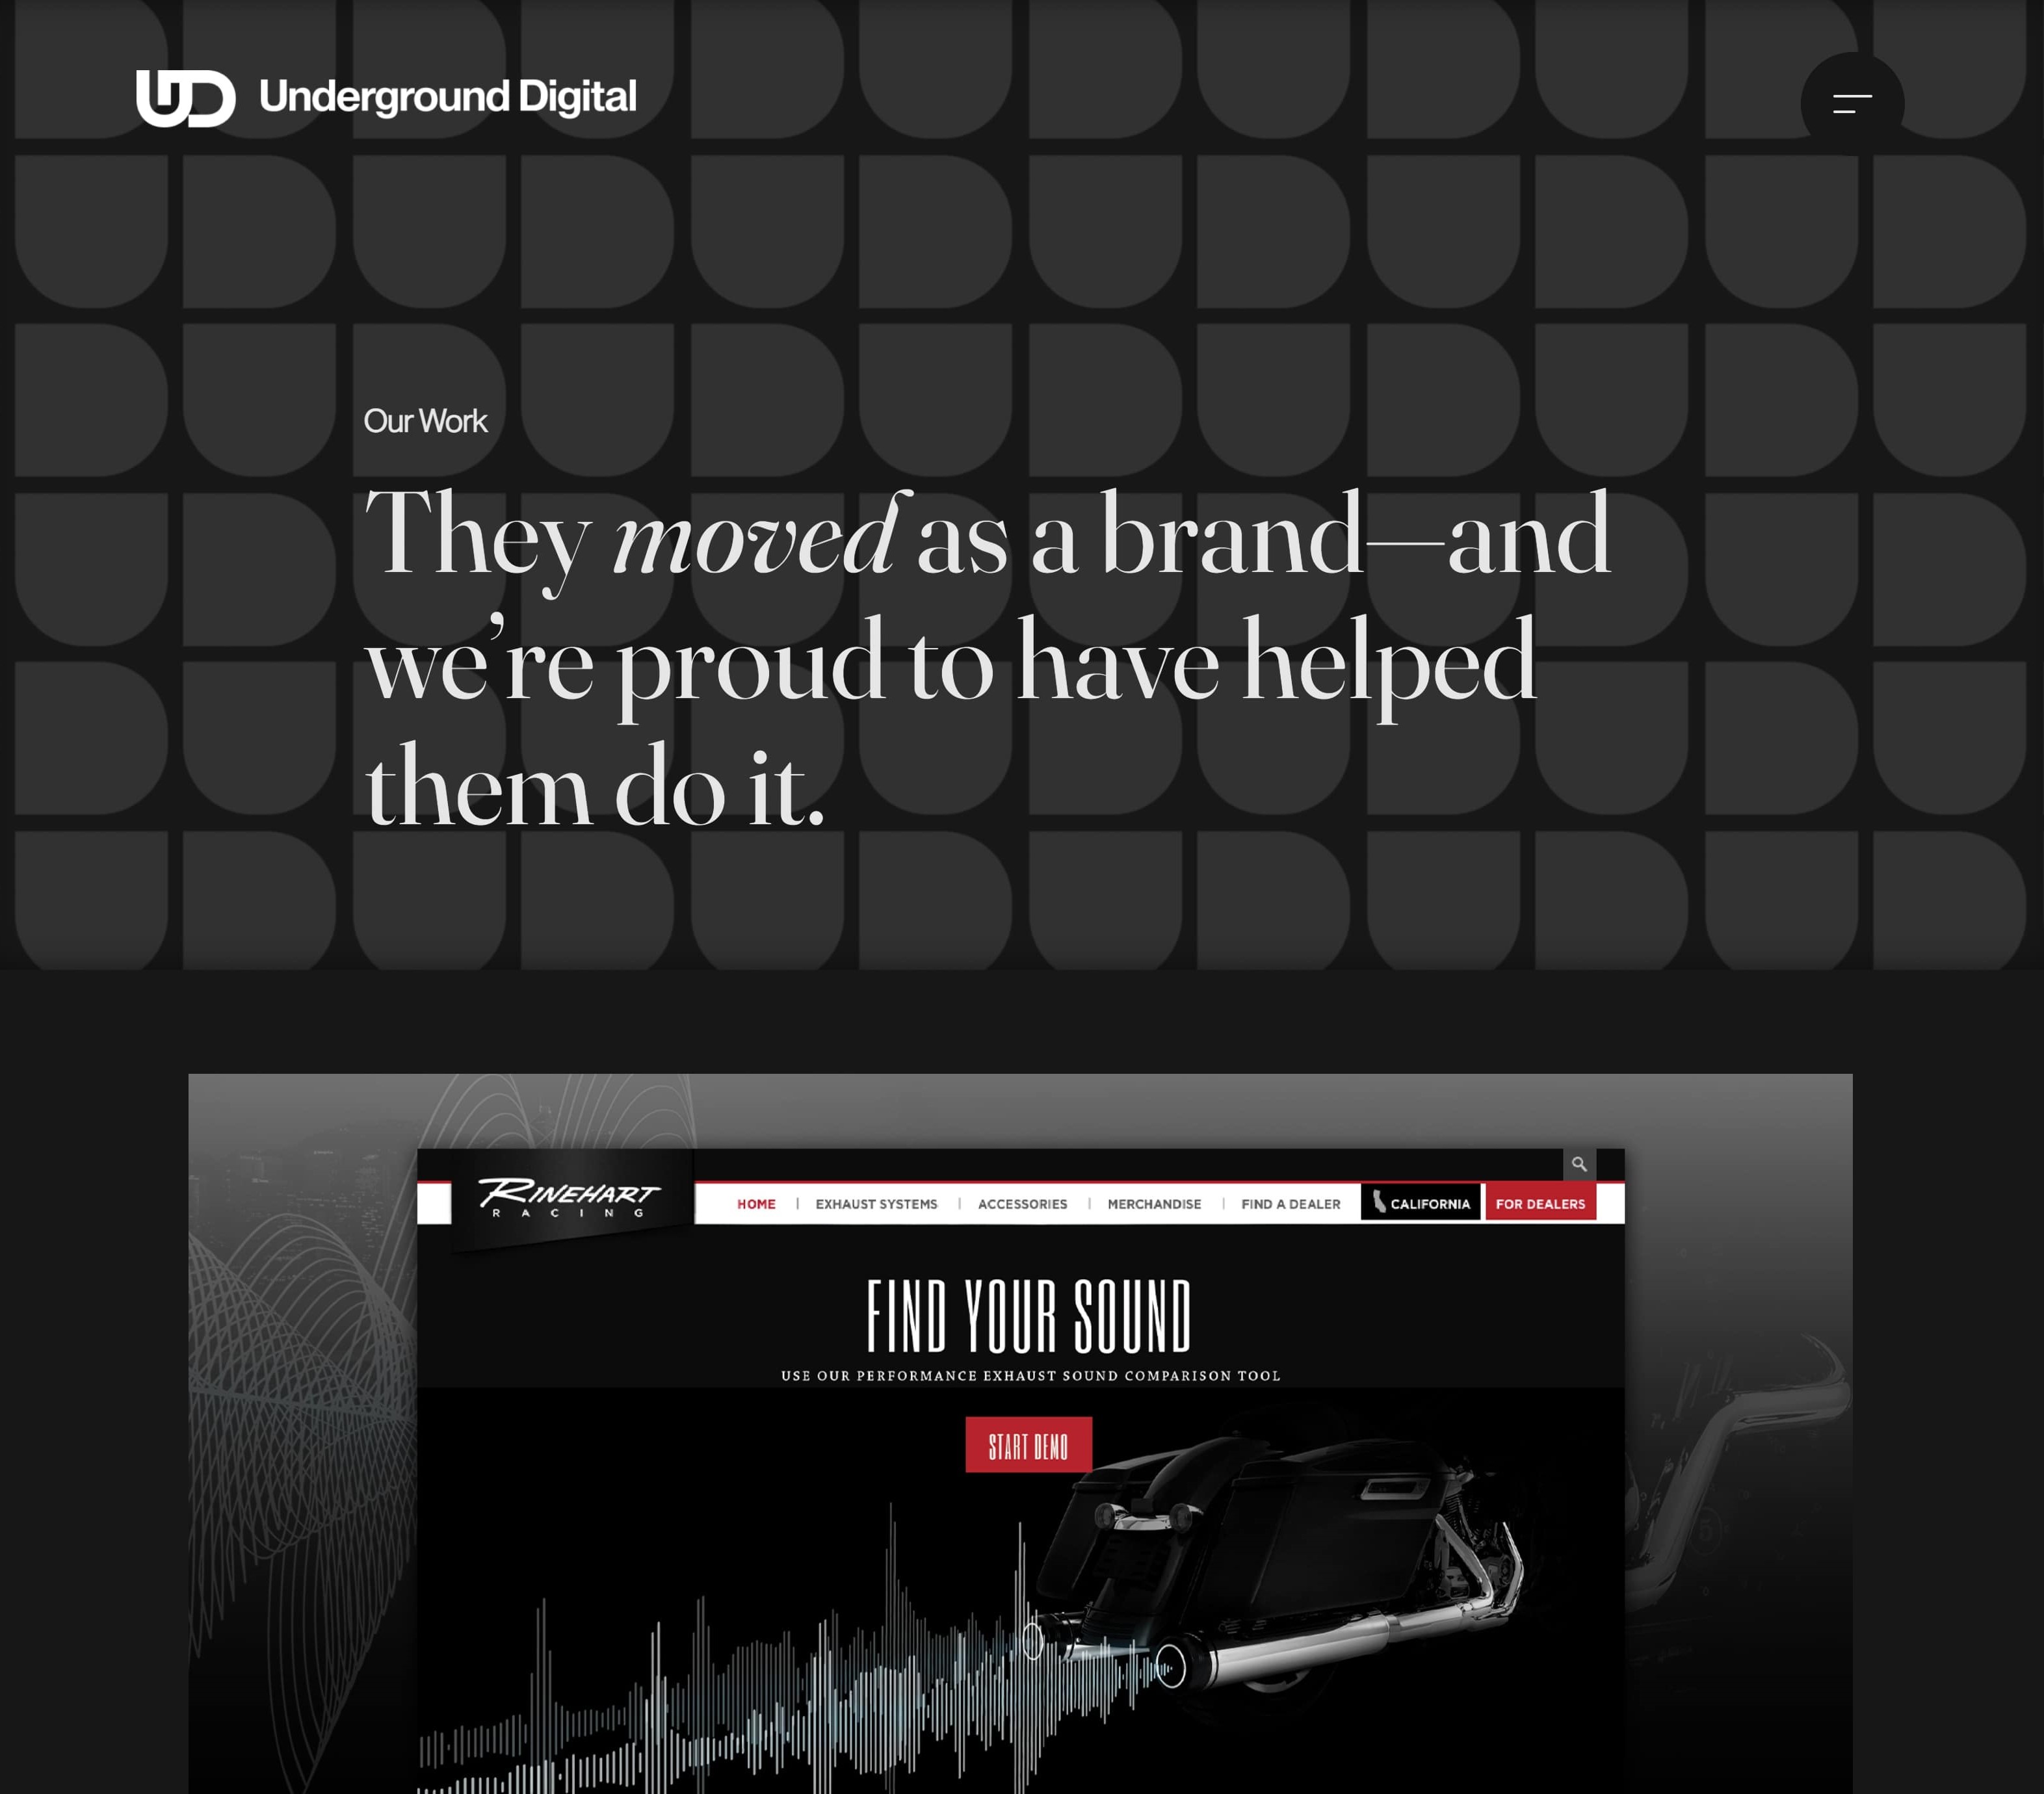 UD Underground Digital
Our Work
They moved as a brand—and
we’re proud to have helped
them do it.
RINEHART
RACING
HOME | EXHAUST SYSTEMS | ACCESSORIES | MERCHANDISE | FIND A DEALER CALIFORNIA FOR DEALERS
FIND YOUR SOUND
USE OUR PERFORMANCE EXHAUST SOUND COMPARISON TOOL
START DEMO